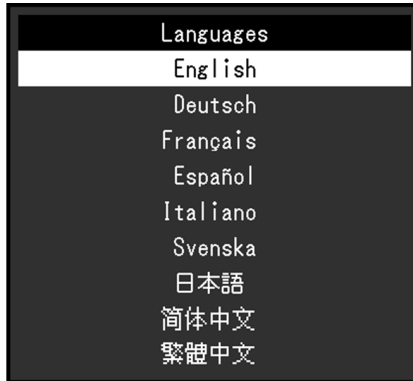 Languages
English
Deutsch
Français
Español
Italiano
Svenska
日本語
简体中文
繁體中文